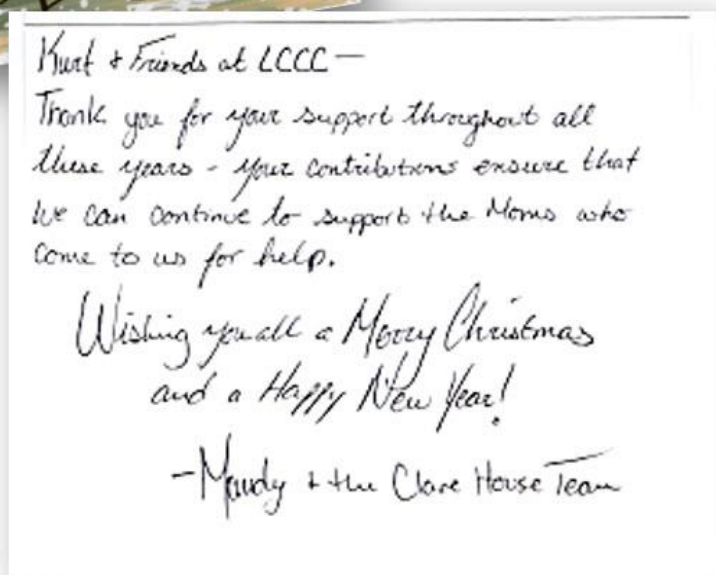 Kurt + Friends at LCCC —
Thank you for your support throughout all
these years - your contributions ensure that
we can continue to support the Moms who
come to us for help.
Wishing you all a Merry Christmas
and a Happy New Year!
- Mandy + the Clare House Team